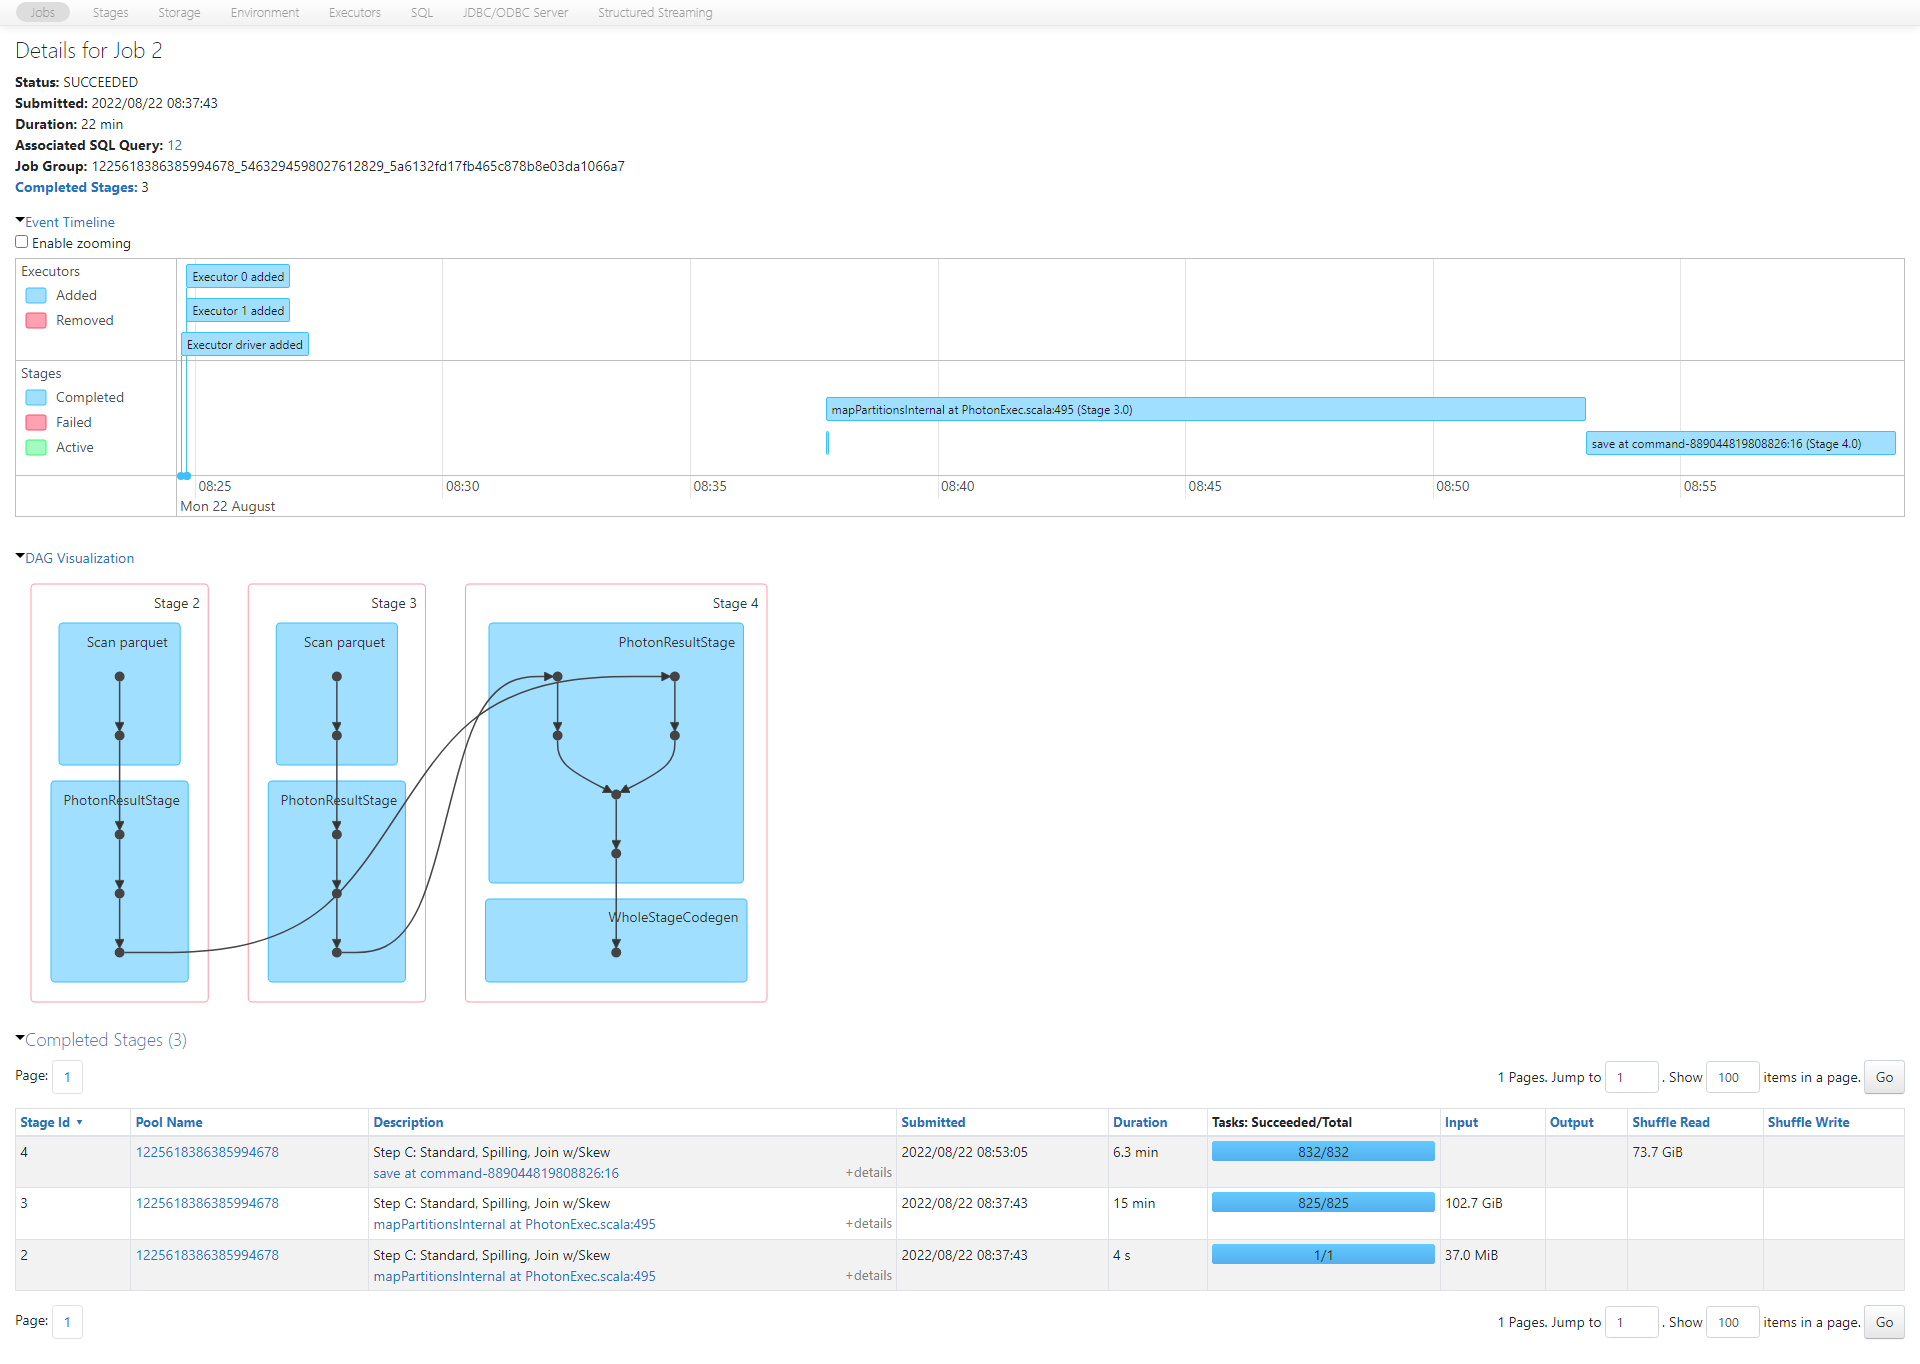 Jobs Stages Storage Environment Executors SQL JDBC/ODBC Server Structured Streaming
Details for Job 2
Status: SUCCEEDED
Submitted: 2022/08/22 08:37:43
Duration: 22 min
Associated SQL Query: 12
Job Group: 1225618386385994678_5463294598027612829_5a6132fd17fb465c878b8e03da1066a7
Completed Stages: 3
Event Timeline
Enable zooming
Executors
Added
Removed
Executor 0 added
Executor 1 added
Executor driver added
Stages
Completed
Failed
Active
mapPartitionsInternal at PhotonExec.scala:495 (Stage 3.0)
save at command-889044819808826:16 (Stage 4.0)
08:25 08:30 08:35 08:40 08:45 08:50 08:55
Mon 22 August
DAG Visualization
Stage 2
Scan parquet
PhotonResultStage
Stage 3
Scan parquet
PhotonResultStage
Stage 4
PhotonResultStage
WholeStageCodegen
Completed Stages (3)
Page: 1
1 Pages. Jump to 1 . Show 100 items in a page. Go
Stage Id Pool Name Description Submitted Duration Tasks: Succeeded/Total Input Output Shuffle Read Shuffle Write
4 1225618386385994678 Step C: Standard, Spilling, Join w/Skew 2022/08/22 08:53:05 6.3 min 832/832 73.7 GiB
save at command-889044819808826:16 +details
3 1225618386385994678 Step C: Standard, Spilling, Join w/Skew 2022/08/22 08:37:43 15 min 825/825 102.7 GiB
mapPartitionsInternal at PhotonExec.scala:495 +details
2 1225618386385994678 Step C: Standard, Spilling, Join w/Skew 2022/08/22 08:37:43 4 s 1/1 37.0 MiB
mapPartitionsInternal at PhotonExec.scala:495 +details
Page: 1
1 Pages. Jump to 1 . Show 100 items in a page. Go